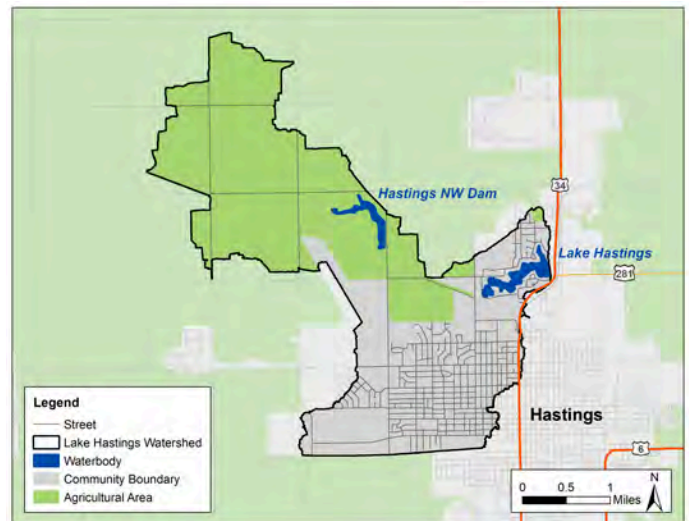 Hastings NW Dam
34
Lake Hastings
281
Hastings
6
Legend
Street
Lake Hastings Watershed
Waterbody
Community Boundary
Agricultural Area
N
0 0.5 1
Miles